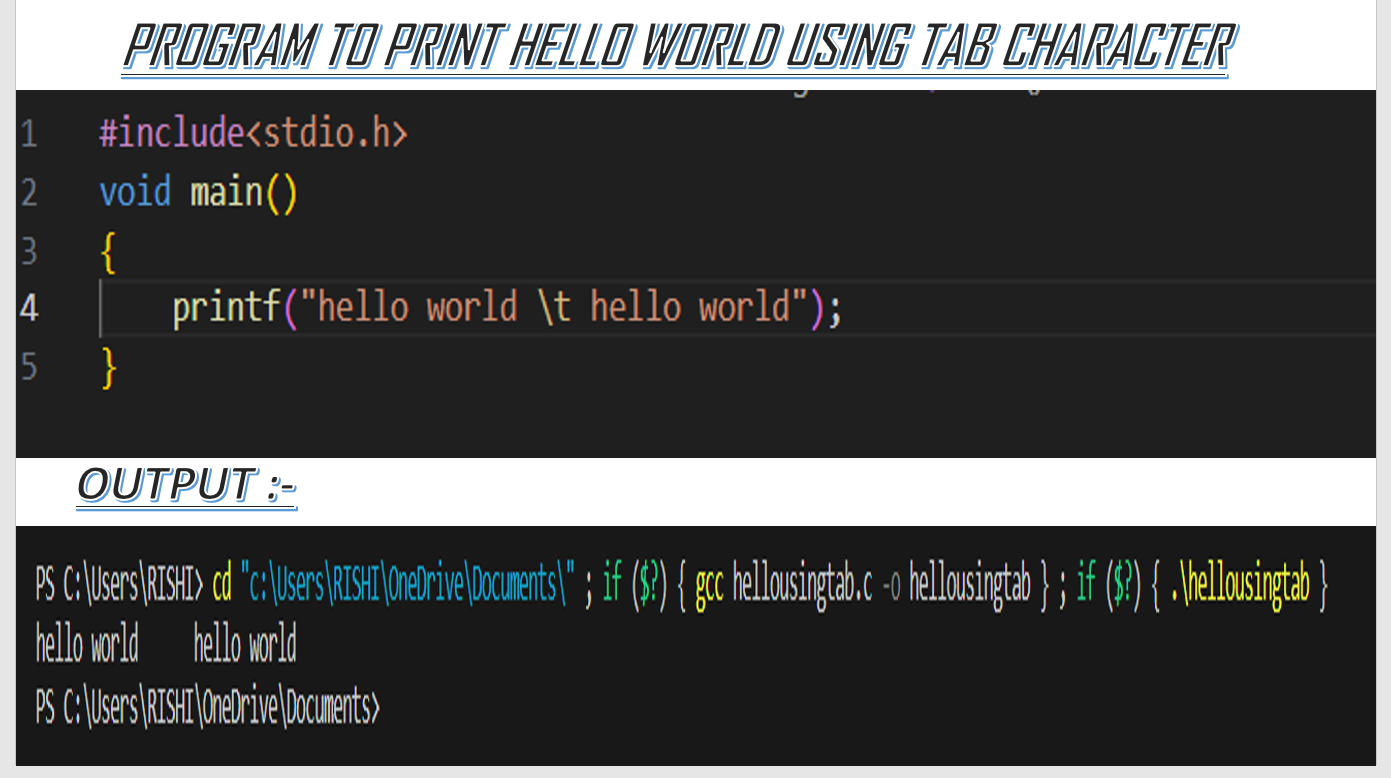 PROGRAM TO PRINT HELLO WORLD USING TAB CHARACTER
1 #include<stdio.h>
2 void main()
3 {
4 printf("hello world \t hello world");
5 }
OUTPUT :-
PS C:\Users\RISHI> cd "c:\Users\RISHI\OneDrive\Documents\" ; if ($?) { gcc hellousingtab.c -o hellousingtab } ; if ($?) { .\hellousingtab }
hello world hello world
PS C:\Users\RISHI\OneDrive\Documents>